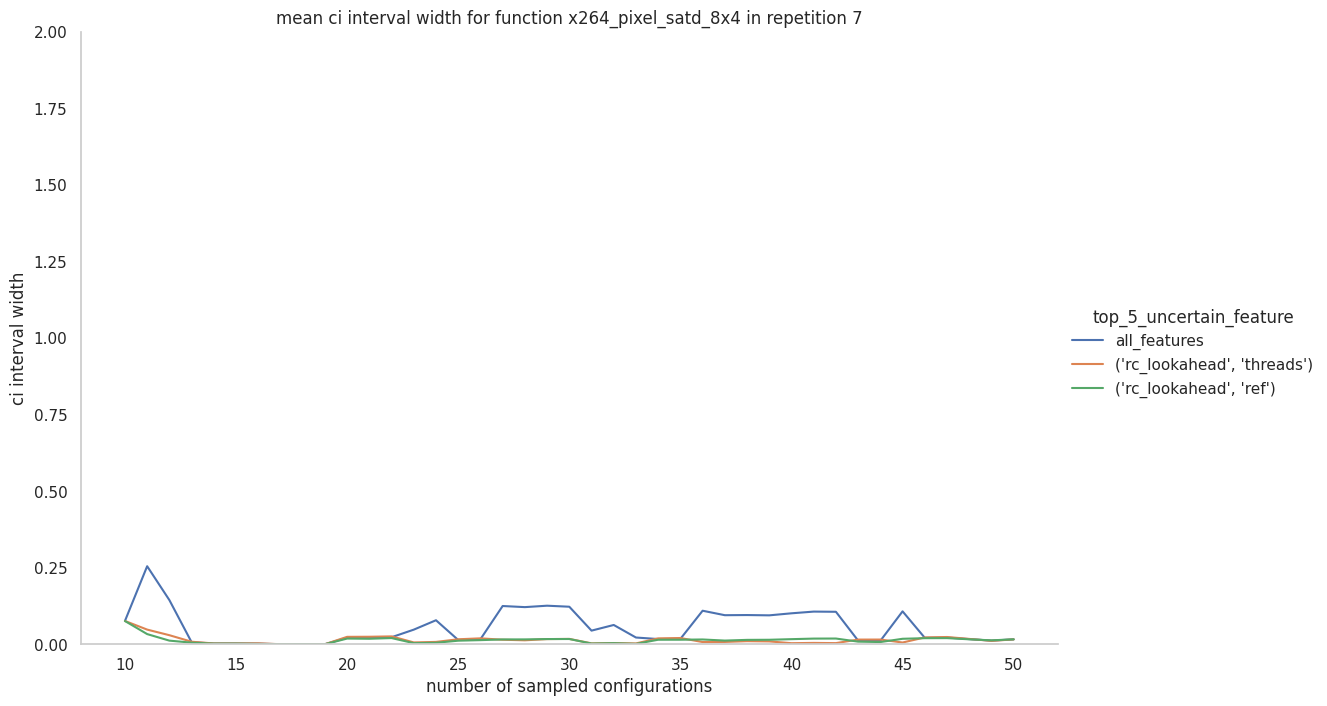 mean ci interval width for function x264_pixel_satd_8x4 in repetition 7
2.00
1.75
1.50
1.25
1.00
0.75
0.50
0.25
0.00
ci interval width
10 15 20 25 30 35 40 45 50
number of sampled configurations
top_5_uncertain_feature
all_features
('rc_lookahead', 'threads')
('rc_lookahead', 'ref')